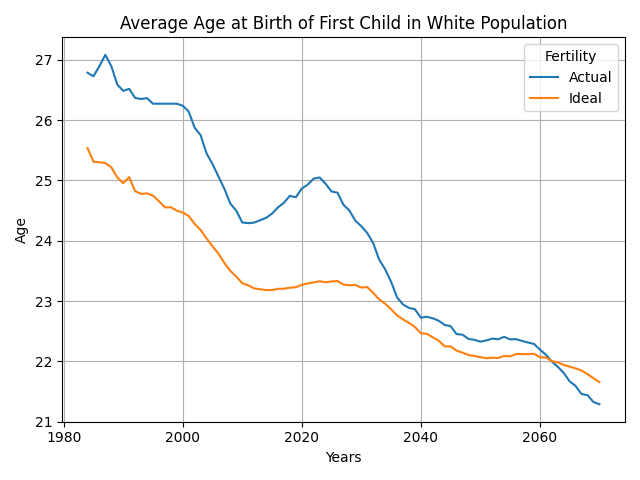 Average Age at Birth of First Child in White Population
Fertility
Actual
Ideal
27
26
25
24
23
22
21
Age
1980
2000
2020
2040
2060
Years